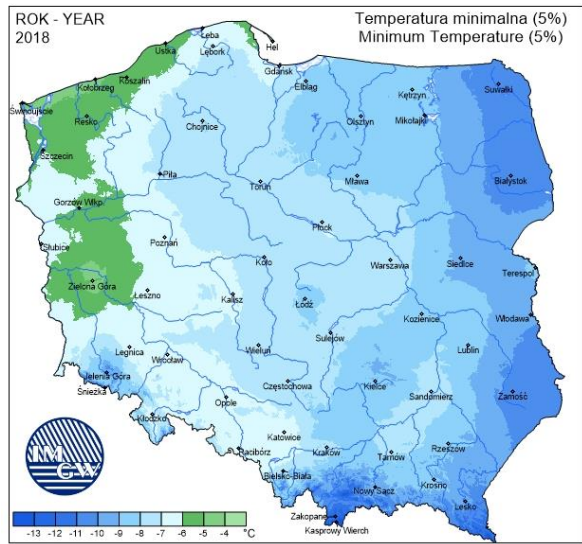 ROK - YEAR
2018
Temperatura minimalna (5%)
Minimum Temperature (5%)
Łeba
Hel
Ustka
Lębork
Gdańsk
Koszalin
Kołobrzeg
Elbląg
Kętrzyn
Suwałki
Świnoujście
Resko
Chojnice
Olsztyn
Mikołajki
Szczecin
Piła
Toruń
Mława
Białystok
Gorzów Wlkp.
Płock
Słubice
Poznań
Koło
Warszawa
Siedlce
Terespol
Zielona Góra
Leszno
Kalisz
Łódź
Kozienice
Włodawa
Legnica
Wrocław
Wieluń
Sulejów
Lublin
Jelenia Góra
Śnieżka
Częstochowa
Kielce
Sandomierz
Zamość
Kłodzko
Opole
Katowice
Racibórz
Kraków
Tarnów
Rzeszów
Bielsko-Biała
Nowy Sącz
Krosno
Lesko
Zakopane
Kasprowy Wierch
IM
GW
-13 -12 -11 -10 -9 -8 -7 -6 -5 -4 °C